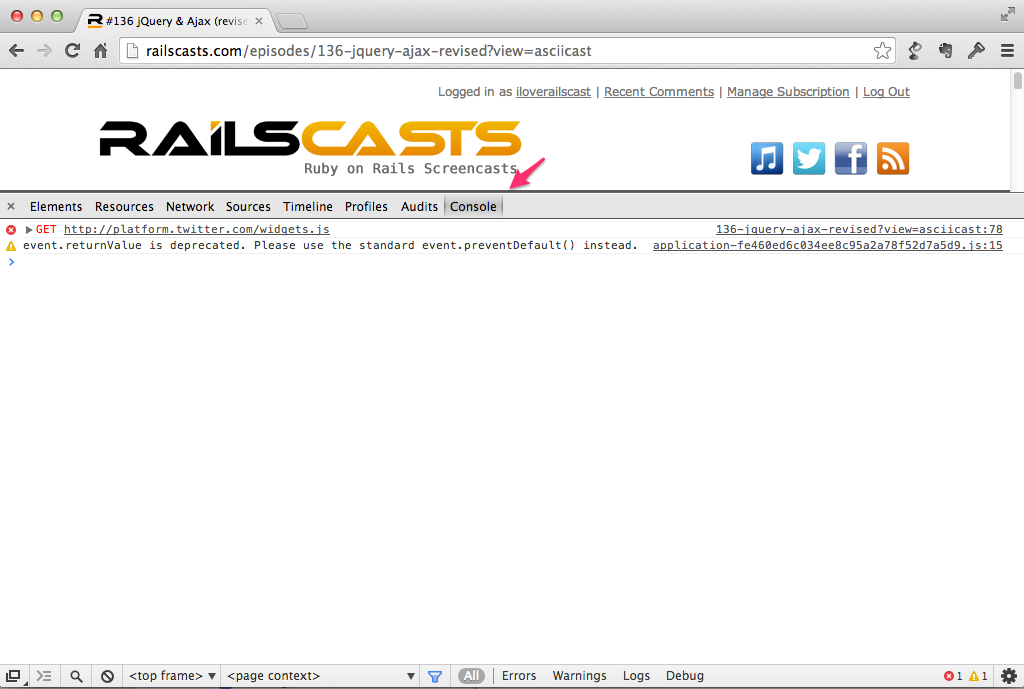 #136 jQuery & Ajax (revise
railscasts.com/episodes/136-jquery-ajax-revised?view=asciicast
Logged in as iloverailscast | Recent Comments | Manage Subscription | Log Out
RAILSCASTS
Ruby on Rails Screencasts
Elements Resources Network Sources Timeline Profiles Audits Console
GET http://platform.twitter.com/widgets.js 136-jquery-ajax-revised?view=asciicast:78
event.returnValue is deprecated. Please use the standard event.preventDefault() instead. application-fe460ed6c034ee8c95a2a78f52d7a5d9.js:15
<top frame> <page context> All Errors Warnings Logs Debug 1 1